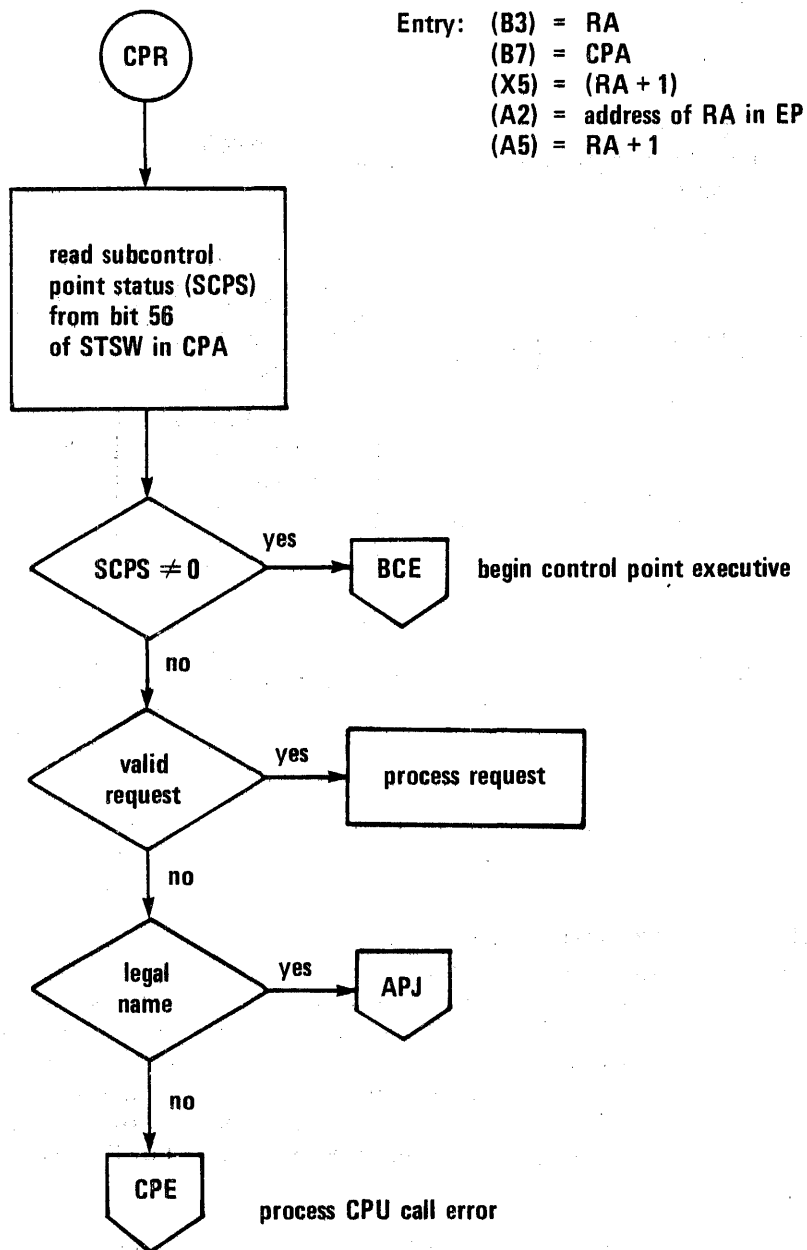 Entry: (B3) = RA
(B7) = CPA
(X5) = (RA + 1)
(A2) = address of RA in EP
(A5) = RA + 1
CPR
read subcontrol
point status (SCPS)
from bit 56
of STSW in CPA
SCPS ≠ 0
yes
BCE
begin control point executive
no
valid
request
yes
process request
no
legal
name
yes
APJ
no
CPE
process CPU call error